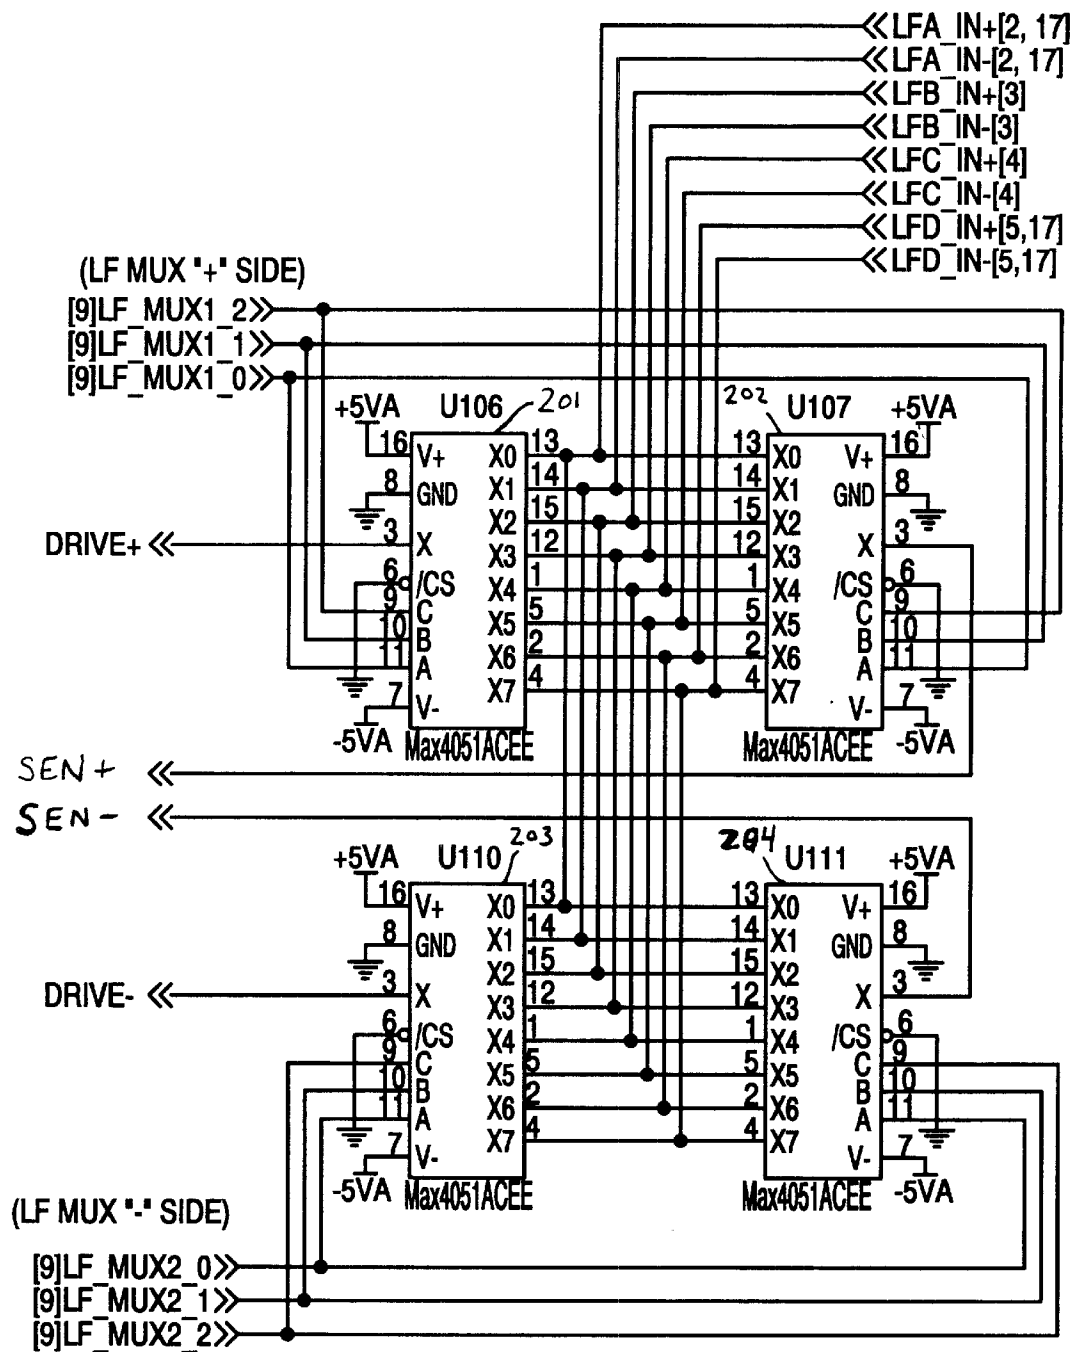 LFA_IN+[2, 17]
LFA_IN-[2, 17]
LFB_IN+[3]
LFB_IN-[3]
LFC_IN+[4]
LFC_IN-[4]
LFD_IN+[5,17]
LFD_IN-[5,17]
(LF MUX "+" SIDE)
[9]LF_MUX1_2
[9]LF_MUX1_1
[9]LF_MUX1_0
+5VA U106 201 202 U107 +5VA
16 V+ X0 13 13 X0 V+ 16
8 GND X1 14 14 X1 GND 8
X2 15 15 X2
DRIVE+ 3 X X3 12 12 X3 X 3
6 /CS X4 1 1 X4 /CS 6
9 C X5 5 5 X5 C 9
10 B X6 2 2 X6 B 10
11 A X7 4 4 X7 A 11
7 V- V- 7
-5VA Max4051ACEE Max4051ACEE -5VA
SEN+
SEN-
+5VA U110 203 204 U111 +5VA
16 V+ X0 13 13 X0 V+ 16
8 GND X1 14 14 X1 GND 8
X2 15 15 X2
DRIVE- 3 X X3 12 12 X3 X 3
6 /CS X4 1 1 X4 /CS 6
9 C X5 5 5 X5 C 9
10 B X6 2 2 X6 B 10
11 A X7 4 4 X7 A 11
7 V- V- 7
-5VA Max4051ACEE Max4051ACEE -5VA
(LF MUX "-" SIDE)
[9]LF_MUX2_0
[9]LF_MUX2_1
[9]LF_MUX2_2